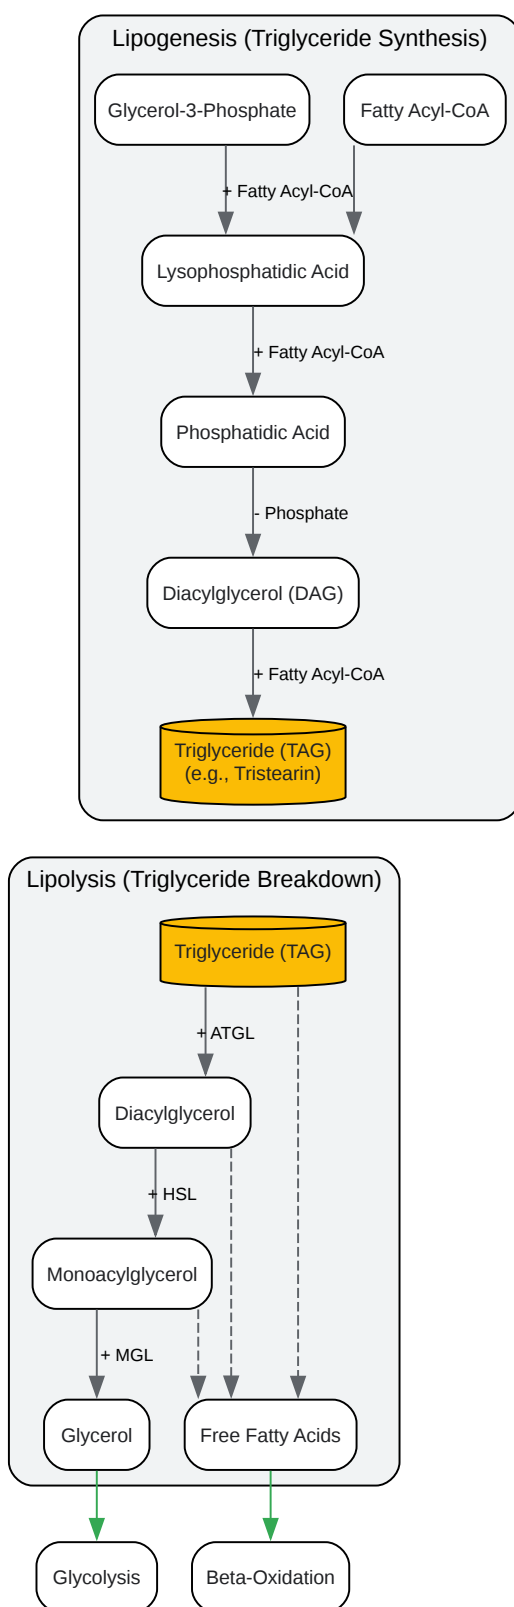 Lipogenesis (Triglyceride Synthesis)
Glycerol-3-Phosphate
Fatty Acyl-CoA
+ Fatty Acyl-CoA
Lysophosphatidic Acid
+ Fatty Acyl-CoA
Phosphatidic Acid
- Phosphate
Diacylglycerol (DAG)
+ Fatty Acyl-CoA
Triglyceride (TAG)
(e.g., Tristearin)
Lipolysis (Triglyceride Breakdown)
Triglyceride (TAG)
+ ATGL
Diacylglycerol
+ HSL
Monoacylglycerol
+ MGL
Glycerol
Free Fatty Acids
Glycolysis
Beta-Oxidation